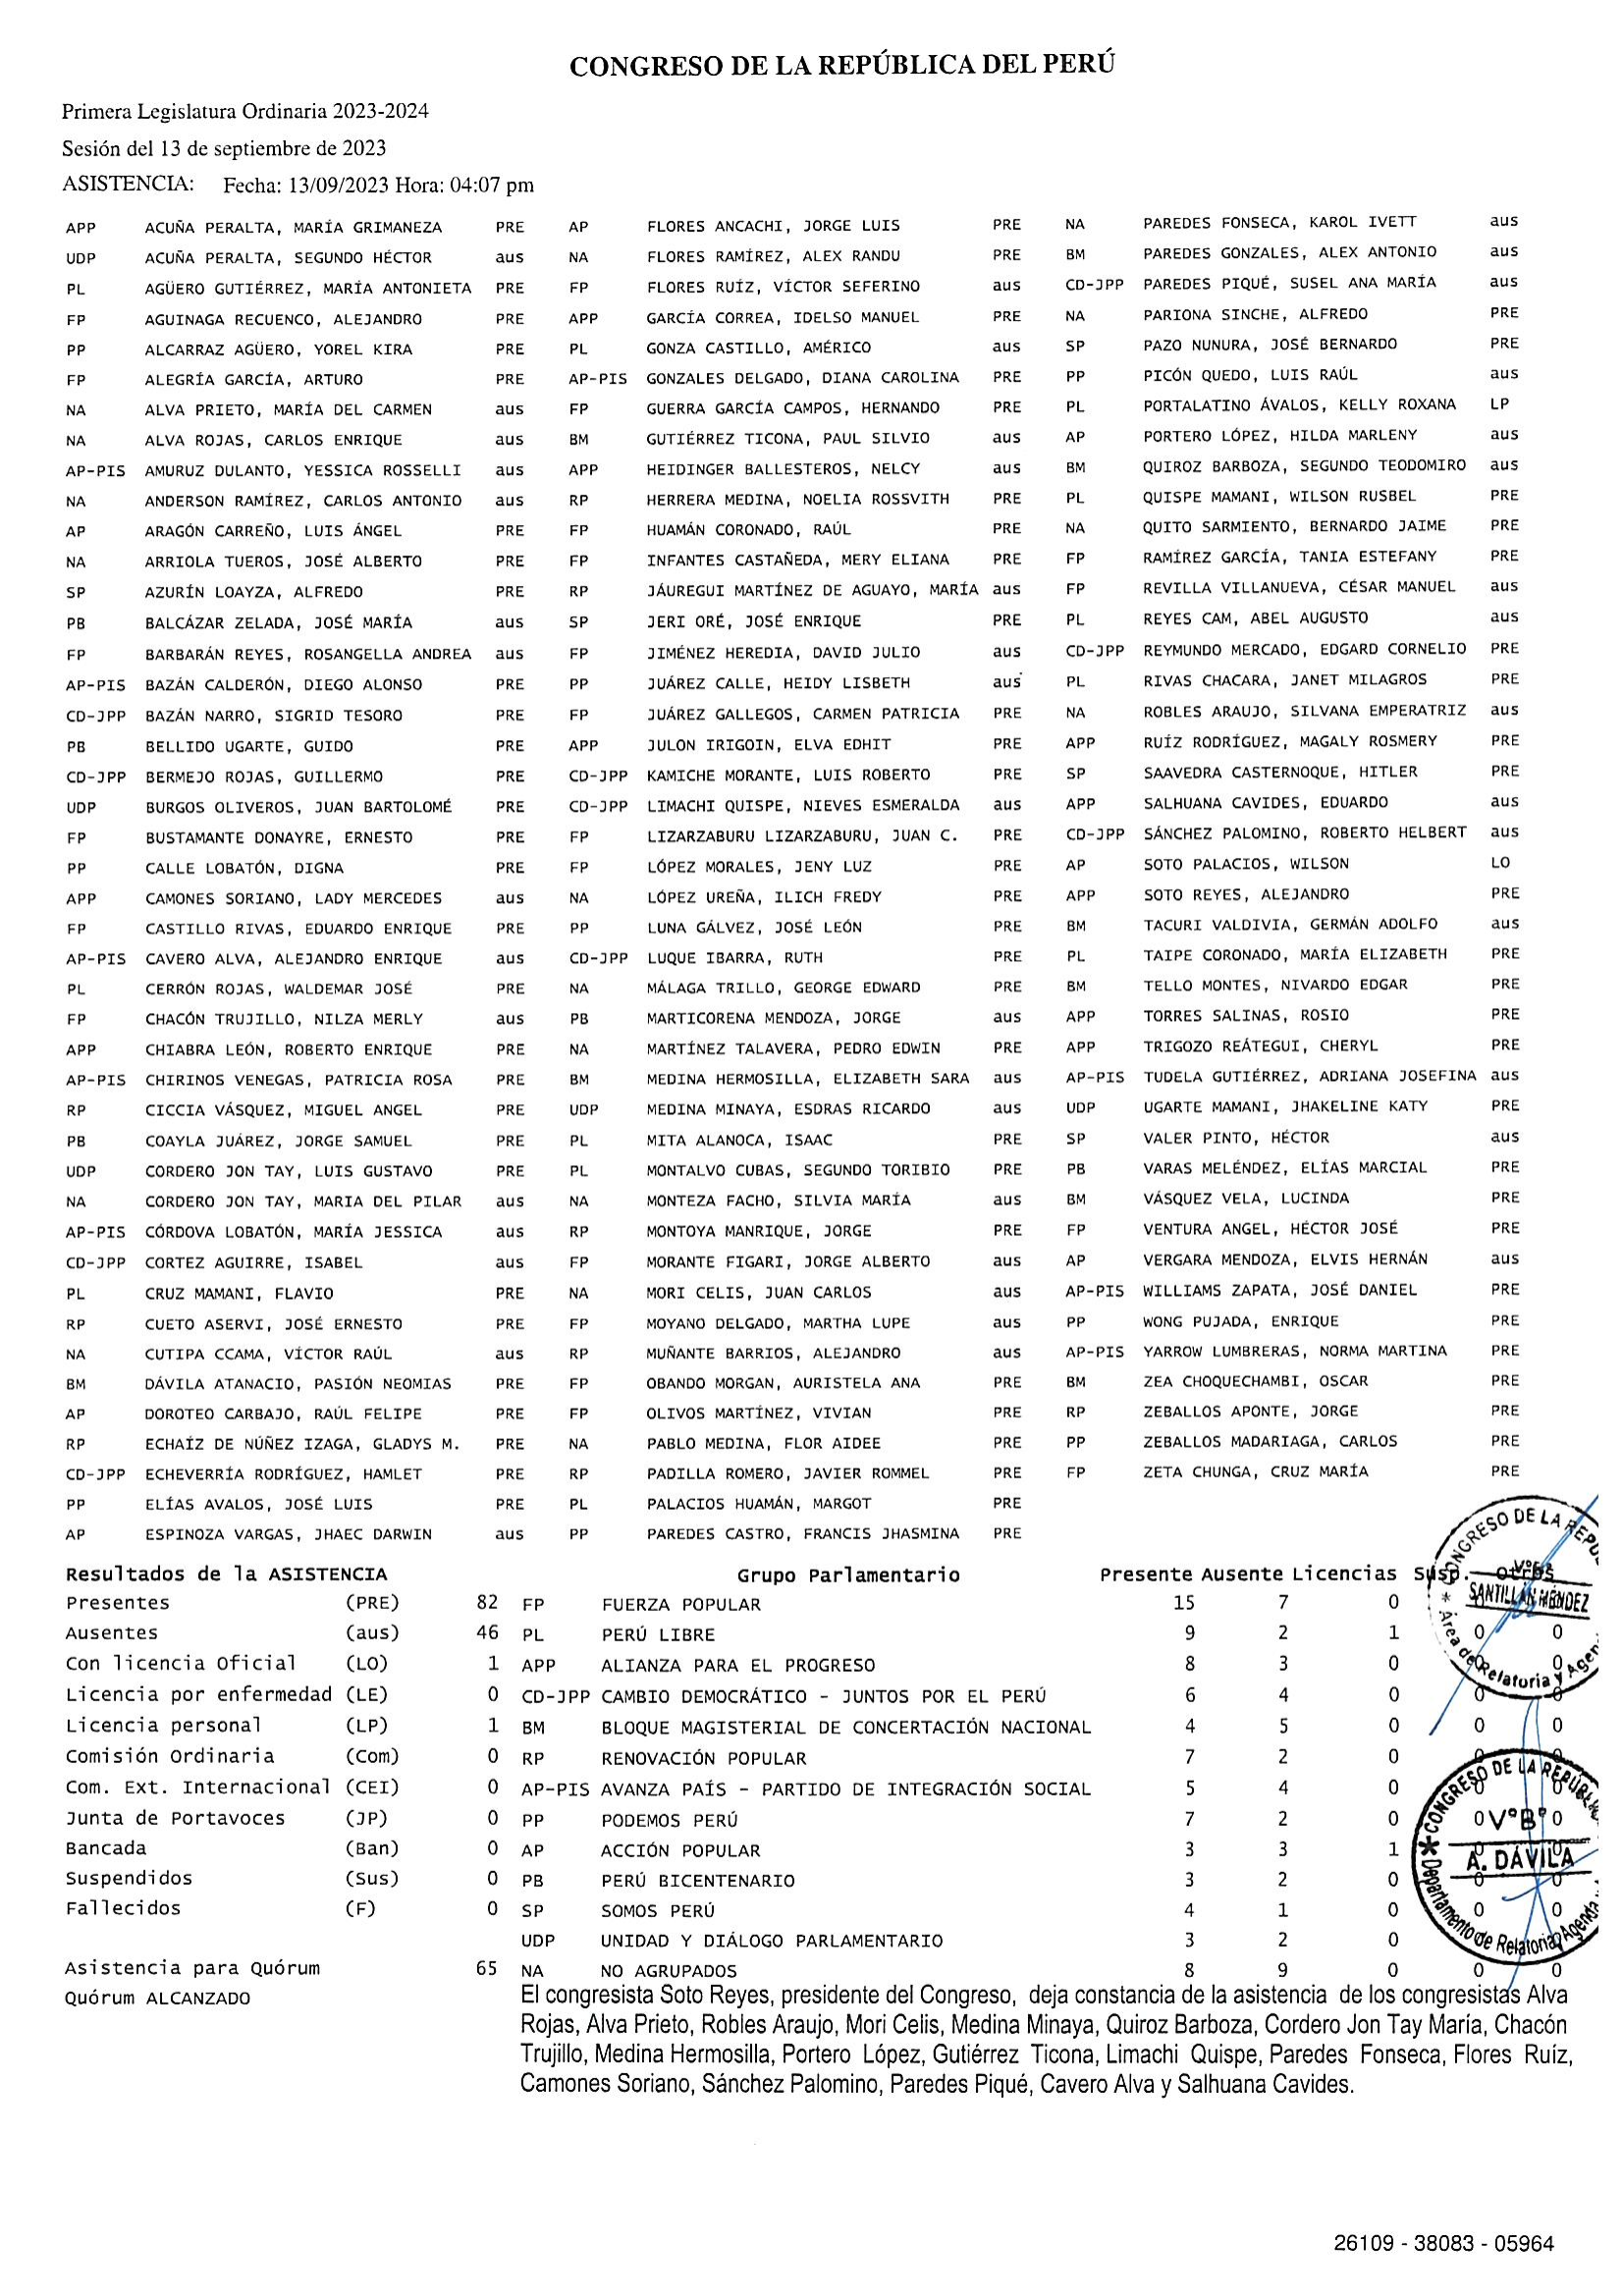 CONGRESO DE LA REPÚBLICA DEL PERÚ
Primera Legislatura Ordinaria 2023-2024
Sesión del 13 de septiembre de 2023
ASISTENCIA: Fecha: 13/09/2023 Hora: 04:07 pm
APP ACUÑA PERALTA, MARÍA GRIMANEZA PRE AP FLORES ANCACHI, JORGE LUIS PRE NA PAREDES FONSECA, KAROL IVETT aus
UDP ACUÑA PERALTA, SEGUNDO HÉCTOR aus NA FLORES RAMÍREZ, ALEX RANDU PRE BM PAREDES GONZALES, ALEX ANTONIO aus
PL AGÜERO GUTIÉRREZ, MARÍA ANTONIETA PRE FP FLORES RUÍZ, VÍCTOR SEFERINO aus CD-JPP PAREDES PIQUÉ, SUSEL ANA MARÍA aus
FP AGUINAGA RECUENCO, ALEJANDRO PRE APP GARCÍA CORREA, IDELSO MANUEL PRE NA PARIONA SINCHE, ALFREDO PRE
PP ALCARRAZ AGÜERO, YOREL KIRA PRE PL GONZA CASTILLO, AMÉRICO aus SP PAZO NUNURA, JOSÉ BERNARDO PRE
FP ALEGRÍA GARCÍA, ARTURO PRE AP-PIS GONZALES DELGADO, DIANA CAROLINA PRE PP PICÓN QUEDO, LUIS RAÚL aus
NA ALVA PRIETO, MARÍA DEL CARMEN aus FP GUERRA GARCÍA CAMPOS, HERNANDO PRE PL PORTALATINO ÁVALOS, KELLY ROXANA LP
NA ALVA ROJAS, CARLOS ENRIQUE aus BM GUTIÉRREZ TICONA, PAUL SILVIO aus AP PORTERO LÓPEZ, HILDA MARLENY aus
AP-PIS AMURUZ DULANTO, YESSICA ROSSELLI aus APP HEIDINGER BALLESTEROS, NELCY aus BM QUIROZ BARBOZA, SEGUNDO TEODOMIRO aus
NA ANDERSON RAMÍREZ, CARLOS ANTONIO aus RP HERRERA MEDINA, NOELIA ROSSVITH PRE PL QUISPE MAMANI, WILSON RUSBEL PRE
AP ARAGÓN CARREÑO, LUIS ÁNGEL PRE FP HUAMÁN CORONADO, RAÚL PRE NA QUITO SARMIENTO, BERNARDO JAIME PRE
NA ARRIOLA TUEROS, JOSÉ ALBERTO PRE FP INFANTES CASTAÑEDA, MERY ELIANA PRE FP RAMÍREZ GARCÍA, TANIA ESTEFANY PRE
SP AZURÍN LOAYZA, ALFREDO PRE RP JÁUREGUI MARTÍNEZ DE AGUAYO, MARÍA aus FP REVILLA VILLANUEVA, CÉSAR MANUEL aus
PB BALCÁZAR ZELADA, JOSÉ MARÍA aus SP JERI ORÉ, JOSÉ ENRIQUE PRE PL REYES CAM, ABEL AUGUSTO aus
FP BARBARÁN REYES, ROSANGELLA ANDREA aus FP JIMÉNEZ HEREDIA, DAVID JULIO aus CD-JPP REYMUNDO MERCADO, EDGARD CORNELIO PRE
AP-PIS BAZÁN CALDERÓN, DIEGO ALONSO PRE PP JUÁREZ CALLE, HEIDY LISBETH aus PL RIVAS CHACARA, JANET MILAGROS PRE
CD-JPP BAZÁN NARRO, SIGRID TESORO PRE FP JUÁREZ GALLEGOS, CARMEN PATRICIA PRE NA ROBLES ARAUJO, SILVANA EMPERATRIZ aus
PB BELLIDO UGARTE, GUIDO PRE APP JULON IRIGOIN, ELVA EDHIT PRE APP RUÍZ RODRÍGUEZ, MAGALY ROSMERY PRE
CD-JPP BERMEJO ROJAS, GUILLERMO PRE CD-JPP KAMICHE MORANTE, LUIS ROBERTO PRE SP SAAVEDRA CASTERNOQUE, HITLER PRE
UDP BURGOS OLIVEROS, JUAN BARTOLOMÉ PRE CD-JPP LIMACHI QUISPE, NIEVES ESMERALDA aus APP SALHUANA CAVIDES, EDUARDO aus
FP BUSTAMANTE DONAYRE, ERNESTO PRE FP LIZARZABURU LIZARZABURU, JUAN C. PRE CD-JPP SÁNCHEZ PALOMINO, ROBERTO HELBERT aus
PP CALLE LOBATÓN, DIGNA PRE FP LÓPEZ MORALES, JENY LUZ PRE AP SOTO PALACIOS, WILSON LO
APP CAMONES SORIANO, LADY MERCEDES aus NA LÓPEZ UREÑA, ILICH FREDY PRE APP SOTO REYES, ALEJANDRO PRE
FP CASTILLO RIVAS, EDUARDO ENRIQUE PRE PP LUNA GÁLVEZ, JOSÉ LEÓN PRE BM TACURI VALDIVIA, GERMÁN ADOLFO aus
AP-PIS CAVERO ALVA, ALEJANDRO ENRIQUE aus CD-JPP LUQUE IBARRA, RUTH PRE PL TAIPE CORONADO, MARÍA ELIZABETH PRE
PL CERRÓN ROJAS, WALDEMAR JOSÉ PRE NA MÁLAGA TRILLO, GEORGE EDWARD PRE BM TELLO MONTES, NIVARDO EDGAR PRE
FP CHACÓN TRUJILLO, NILZA MERLY aus PB MARTICORENA MENDOZA, JORGE aus APP TORRES SALINAS, ROSIO PRE
APP CHIABRA LEÓN, ROBERTO ENRIQUE PRE NA MARTÍNEZ TALAVERA, PEDRO EDWIN PRE APP TRIGOZO REÁTEGUI, CHERYL PRE
AP-PIS CHIRINOS VENEGAS, PATRICIA ROSA PRE BM MEDINA HERMOSILLA, ELIZABETH SARA aus AP-PIS TUDELA GUTIÉRREZ, ADRIANA JOSEFINA aus
RP CICCIA VÁSQUEZ, MIGUEL ANGEL PRE UDP MEDINA MINAYA, ESDRAS RICARDO aus UDP UGARTE MAMANI, JHAKELINE KATY PRE
PB COAYLA JUÁREZ, JORGE SAMUEL PRE PL MITA ALANOCA, ISAAC PRE SP VALER PINTO, HÉCTOR aus
UDP CORDERO JON TAY, LUIS GUSTAVO PRE PL MONTALVO CUBAS, SEGUNDO TORIBIO PRE PB VARAS MELÉNDEZ, ELÍAS MARCIAL PRE
NA CORDERO JON TAY, MARIA DEL PILAR aus NA MONTEZA FACHO, SILVIA MARÍA aus BM VÁSQUEZ VELA, LUCINDA PRE
AP-PIS CÓRDOVA LOBATÓN, MARÍA JESSICA aus RP MONTOYA MANRIQUE, JORGE PRE FP VENTURA ANGEL, HÉCTOR JOSÉ PRE
CD-JPP CORTEZ AGUIRRE, ISABEL aus FP MORANTE FIGARI, JORGE ALBERTO aus AP VERGARA MENDOZA, ELVIS HERNÁN aus
PL CRUZ MAMANI, FLAVIO PRE NA MORI CELIS, JUAN CARLOS aus AP-PIS WILLIAMS ZAPATA, JOSÉ DANIEL PRE
RP CUETO ASERVI, JOSÉ ERNESTO PRE FP MOYANO DELGADO, MARTHA LUPE aus PP WONG PUJADA, ENRIQUE PRE
NA CUTIPA CCAMA, VÍCTOR RAÚL aus RP MUÑANTE BARRIOS, ALEJANDRO aus AP-PIS YARROW LUMBRERAS, NORMA MARTINA PRE
BM DÁVILA ATANACIO, PASIÓN NEOMIAS PRE FP OBANDO MORGAN, AURISTELA ANA PRE BM ZEA CHOQUECHAMBI, OSCAR PRE
AP DOROTEO CARBAJO, RAÚL FELIPE PRE FP OLIVOS MARTÍNEZ, VIVIAN PRE RP ZEBALLOS APONTE, JORGE PRE
RP ECHAÍZ DE NÚÑEZ IZAGA, GLADYS M. PRE NA PABLO MEDINA, FLOR AIDEE PRE PP ZEBALLOS MADARIAGA, CARLOS PRE
CD-JPP ECHEVERRÍA RODRÍGUEZ, HAMLET PRE RP PADILLA ROMERO, JAVIER ROMMEL PRE FP ZETA CHUNGA, CRUZ MARÍA PRE
PP ELÍAS AVALOS, JOSÉ LUIS PRE PL PALACIOS HUAMÁN, MARGOT PRE
AP ESPINOZA VARGAS, JHAEC DARWIN aus PP PAREDES CASTRO, FRANCIS JHASMINA PRE
Resultados de la ASISTENCIA Grupo Parlamentario Presente Ausente Licencias Susp. Otros
Presentes (PRE) 82 FP FUERZA POPULAR 15 7 0
Ausentes (aus) 46 PL PERÚ LIBRE 9 2 1 0 0
Con licencia Oficial (LO) 1 APP ALIANZA PARA EL PROGRESO 8 3 0 0 0
Licencia por enfermedad (LE) 0 CD-JPP CAMBIO DEMOCRÁTICO - JUNTOS POR EL PERÚ 6 4 0 0 0
Licencia personal (LP) 1 BM BLOQUE MAGISTERIAL DE CONCERTACIÓN NACIONAL 4 5 0 0 0
Comisión Ordinaria (Com) 0 RP RENOVACIÓN POPULAR 7 2 0 0 0
Com. Ext. Internacional (CEI) 0 AP-PIS AVANZA PAÍS - PARTIDO DE INTEGRACIÓN SOCIAL 5 4 0 0 0
Junta de Portavoces (JP) 0 PP PODEMOS PERÚ 7 2 0 0 0
Bancada (Ban) 0 AP ACCIÓN POPULAR 3 3 1 0 0
Suspendidos (Sus) 0 PB PERÚ BICENTENARIO 3 2 0 0 0
Fallecidos (F) 0 SP SOMOS PERÚ 4 1 0 0 0
UDP UNIDAD Y DIÁLOGO PARLAMENTARIO 3 2 0
Asistencia para Quórum 65 NA NO AGRUPADOS 8 9 0 0 0
Quórum ALCANZADO
El congresista Soto Reyes, presidente del Congreso, deja constancia de la asistencia de los congresistas Alva
Rojas, Alva Prieto, Robles Araujo, Mori Celis, Medina Minaya, Quiroz Barboza, Cordero Jon Tay María, Chacón
Trujillo, Medina Hermosilla, Portero López, Gutiérrez Ticona, Limachi Quispe, Paredes Fonseca, Flores Ruíz,
Camones Soriano, Sánchez Palomino, Paredes Piqué, Cavero Alva y Salhuana Cavides.
CONGRESO DE LA
VºBº
SANTILLÁN MÉNDEZ
Área de Relatoria Y
CONGRESO DE LA
VºBº
A. DÁVILA
Departamento de Relatoria, Agenda
26109 - 38083 - 05964